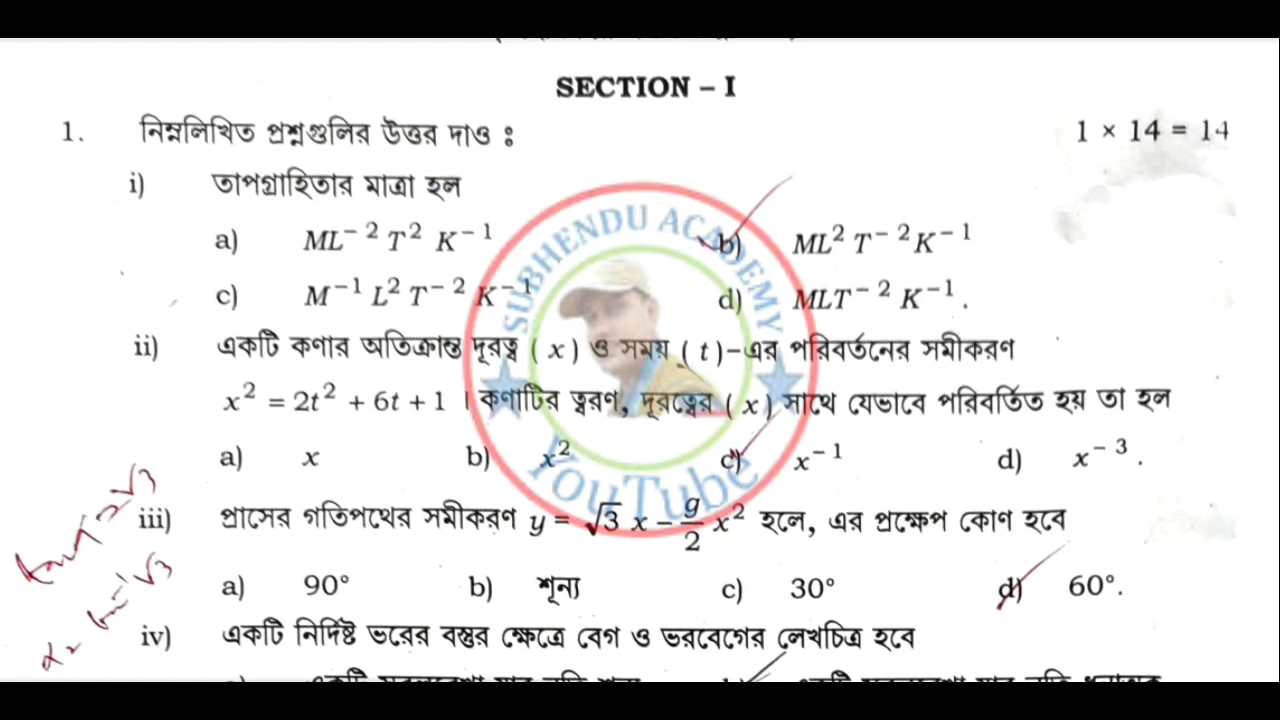 SECTION – I
1. নিম্নলিখিত প্রশ্নগুলির উত্তর দাও ঃ 1 × 14 = 14
i) তাপগ্রাহিতার মাত্রা হল
a) ML⁻² T² K⁻¹ b) ML² T⁻² K⁻¹
c) M⁻¹ L² T⁻² K⁻¹ d) MLT⁻² K⁻¹ .
ii) একটি কণার অতিক্রান্ত দূরত্ব ( x ) ও সময় ( t )–এর পরিবর্তনের সমীকরণ
x² = 2t² + 6t + 1 । কণাটির ত্বরণ, দূরত্বের ( x ) সাথে যেভাবে পরিবর্তিত হয় তা হল
a) x b) x² c) x⁻¹ d) x⁻³ .
iii) প্রাসের গতিপথের সমীকরণ y = √3 x – g/2 x² হলে, এর প্রক্ষেপ কোণ হবে
a) 90° b) শূন্য c) 30° d) 60°.
iv) একটি নির্দিষ্ট ভরের বস্তুর ক্ষেত্রে বেগ ও ভরবেগের লেখচিত্র হবে
SUBHENDU ACADEMY
YouTube
α = tan⁻¹ √3